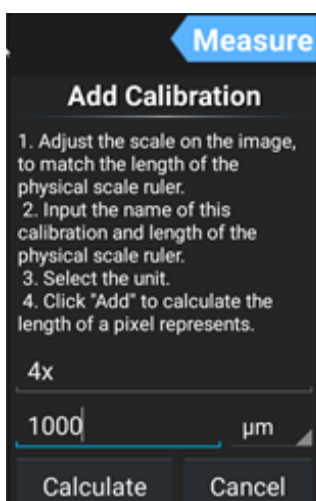 Measure
Add Calibration
1. Adjust the scale on the image,
to match the length of the
physical scale ruler.
2. Input the name of this
calibration and length of the
physical scale ruler.
3. Select the unit.
4. Click "Add" to calculate the
length of a pixel represents.
4x
1000 μm
Calculate Cancel